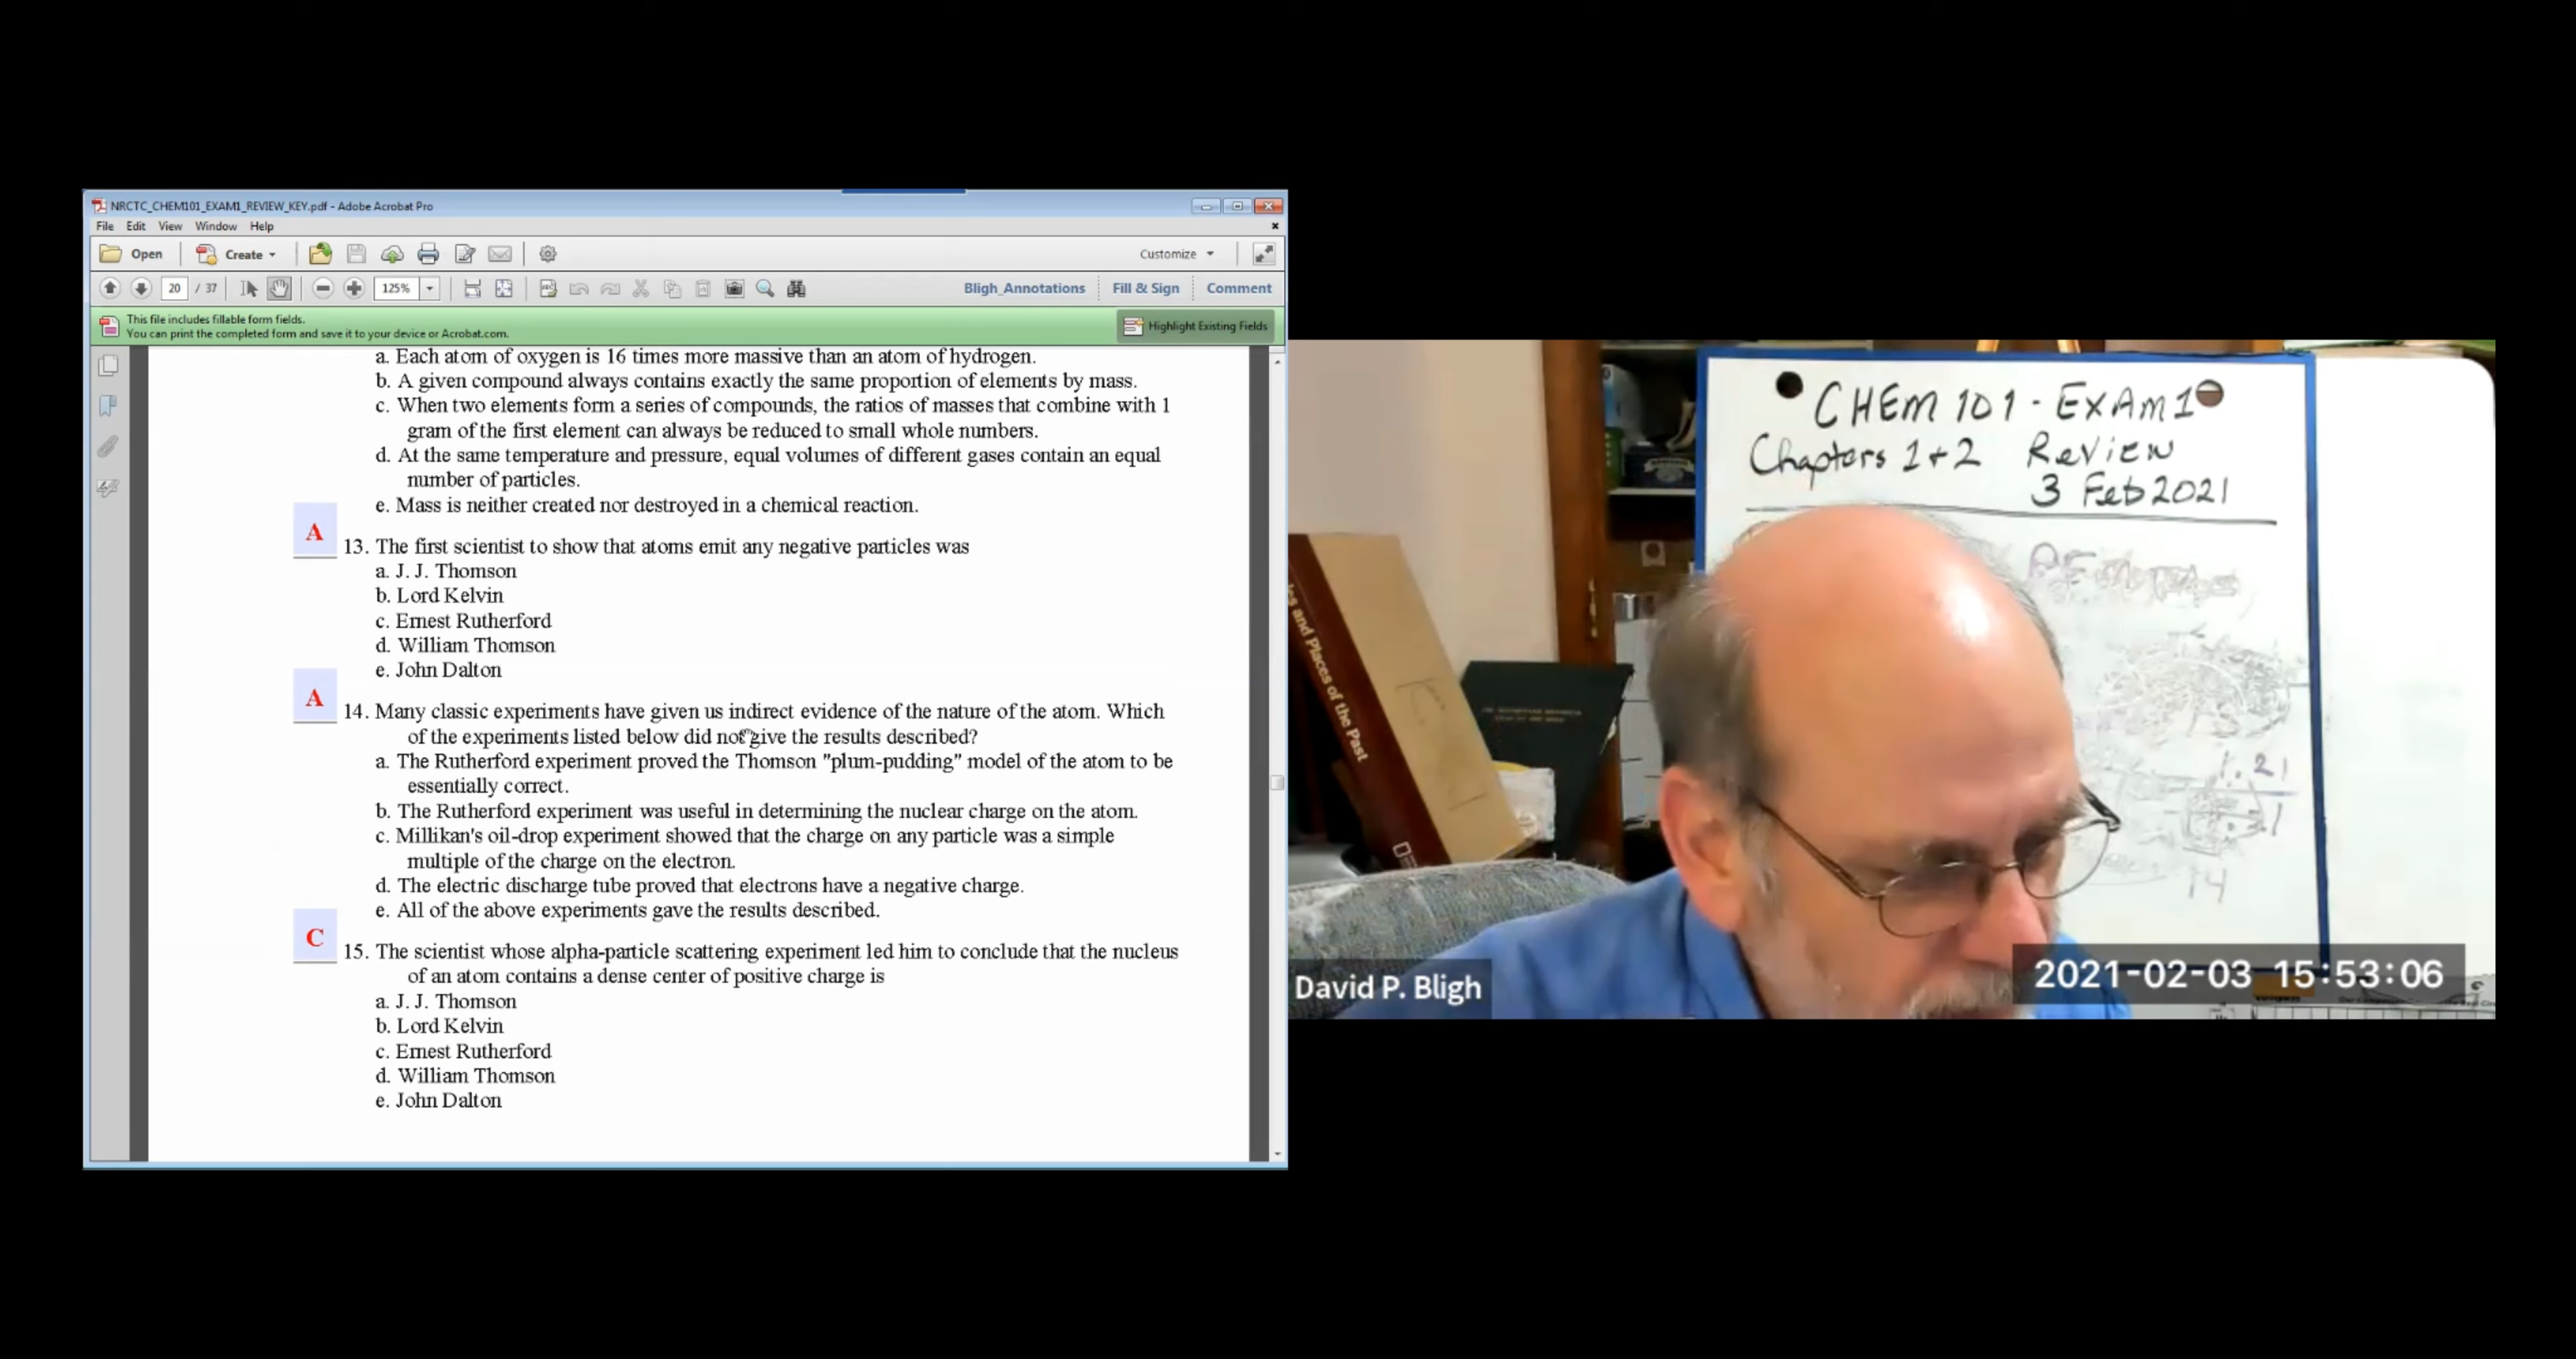 NRCTC_CHEM101_EXAM1_REVIEW_KEY.pdf - Adobe Acrobat Pro
File Edit View Window Help
Open Create Customize
20 / 37 125% Bligh_Annotations Fill & Sign Comment
This file includes fillable form fields.
You can print the completed form and save it to your device or Acrobat.com.
Highlight Existing Fields
a. Each atom of oxygen is 16 times more massive than an atom of hydrogen.
b. A given compound always contains exactly the same proportion of elements by mass.
c. When two elements form a series of compounds, the ratios of masses that combine with 1
gram of the first element can always be reduced to small whole numbers.
d. At the same temperature and pressure, equal volumes of different gases contain an equal
number of particles.
e. Mass is neither created nor destroyed in a chemical reaction.
A
13. The first scientist to show that atoms emit any negative particles was
a. J. J. Thomson
b. Lord Kelvin
c. Ernest Rutherford
d. William Thomson
e. John Dalton
A
14. Many classic experiments have given us indirect evidence of the nature of the atom. Which
of the experiments listed below did not give the results described?
a. The Rutherford experiment proved the Thomson "plum-pudding" model of the atom to be
essentially correct.
b. The Rutherford experiment was useful in determining the nuclear charge on the atom.
c. Millikan's oil-drop experiment showed that the charge on any particle was a simple
multiple of the charge on the electron.
d. The electric discharge tube proved that electrons have a negative charge.
e. All of the above experiments gave the results described.
C
15. The scientist whose alpha-particle scattering experiment led him to conclude that the nucleus
of an atom contains a dense center of positive charge is
a. J. J. Thomson
b. Lord Kelvin
c. Ernest Rutherford
d. William Thomson
e. John Dalton
CHEM 101 - EXAM 1
Chapters 1+2 Review
3 Feb 2021
1.21
14
and Places of the Past
David P. Bligh
2021-02-03 15:53:06